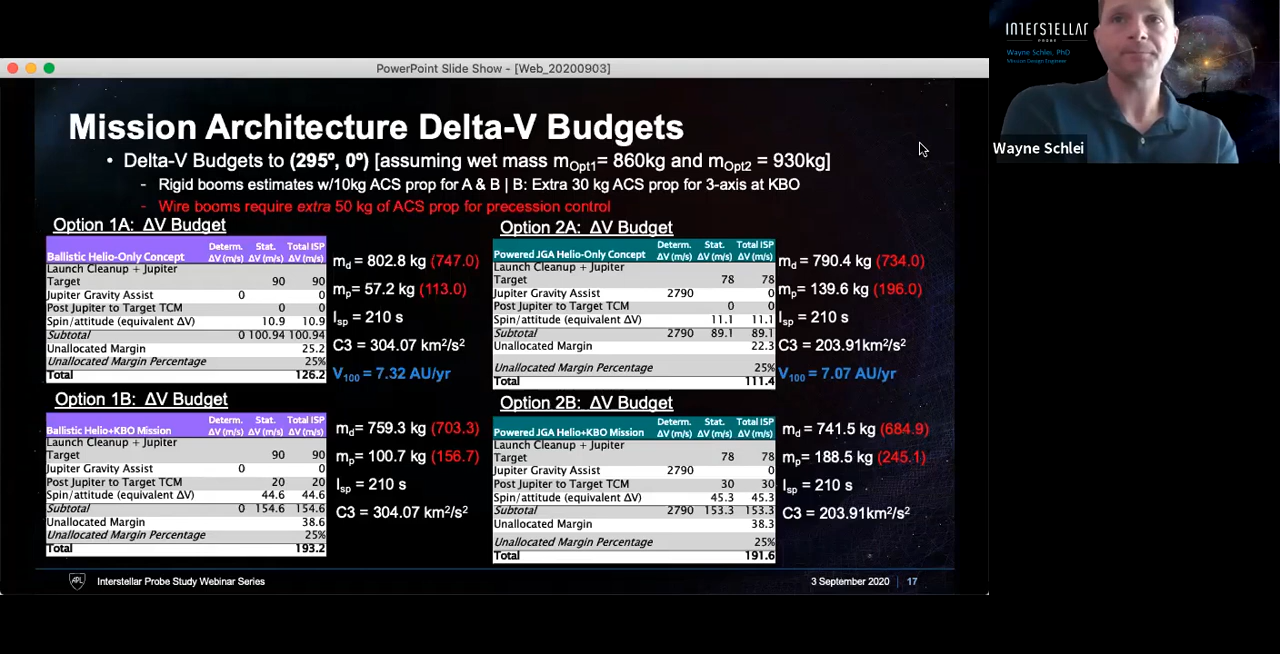 INTERSTELLAR
PROBE
Wayne Schlei, PhD
Mission Design Engineer
Wayne Schlei
PowerPoint Slide Show - [Web_20200903]
Mission Architecture Delta-V Budgets
• Delta-V Budgets to (295º, 0º) [assuming wet mass mOpt1= 860kg and mOpt2 = 930kg]
- Rigid booms estimates w/10kg ACS prop for A & B | B: Extra 30 kg ACS prop for 3-axis at KBO
- Wire booms require extra 50 kg of ACS prop for precession control
Option 1A: ΔV Budget
Ballistic Helio-Only Concept Determ. ΔV (m/s) Stat. ΔV (m/s) Total ISP ΔV (m/s)
Launch Cleanup + Jupiter Target 90 90
Jupiter Gravity Assist 0 0
Post Jupiter to Target TCM 0 0
Spin/attitude (equivalent ΔV) 10.9 10.9
Subtotal 0 100.94 100.94
Unallocated Margin 25.2
Unallocated Margin Percentage 25%
Total 126.2
md = 802.8 kg (747.0)
mp= 57.2 kg (113.0)
Isp = 210 s
C3 = 304.07 km²/s²
V100 = 7.32 AU/yr
Option 2A: ΔV Budget
Powered JGA Helio-Only Concept Determ. ΔV (m/s) Stat. ΔV (m/s) Total ISP ΔV (m/s)
Launch Cleanup + Jupiter Target 78 78
Jupiter Gravity Assist 2790 0
Post Jupiter to Target TCM 0 0
Spin/attitude (equivalent ΔV) 11.1 11.1
Subtotal 2790 89.1 89.1
Unallocated Margin 22.3
Unallocated Margin Percentage 25%
Total 111.4
md = 790.4 kg (734.0)
mp= 139.6 kg (196.0)
Isp = 210 s
C3 = 203.91km²/s²
V100 = 7.07 AU/yr
Option 1B: ΔV Budget
Ballistic Helio+KBO Mission Determ. ΔV (m/s) Stat. ΔV (m/s) Total ISP ΔV (m/s)
Launch Cleanup + Jupiter Target 90 90
Jupiter Gravity Assist 0 0
Post Jupiter to Target TCM 20 20
Spin/attitude (equivalent ΔV) 44.6 44.6
Subtotal 0 154.6 154.6
Unallocated Margin 38.6
Unallocated Margin Percentage 25%
Total 193.2
md = 759.3 kg (703.3)
mp= 100.7 kg (156.7)
Isp = 210 s
C3 = 304.07 km²/s²
Option 2B: ΔV Budget
Powered JGA Helio+KBO Mission Determ. ΔV (m/s) Stat. ΔV (m/s) Total ISP ΔV (m/s)
Launch Cleanup + Jupiter Target 78 78
Jupiter Gravity Assist 2790 0
Post Jupiter to Target TCM 30 30
Spin/attitude (equivalent ΔV) 45.3 45.3
Subtotal 2790 153.3 153.3
Unallocated Margin 38.3
Unallocated Margin Percentage 25%
Total 191.6
md = 741.5 kg (684.9)
mp= 188.5 kg (245.1)
Isp = 210 s
C3 = 203.91km²/s²
APL
Interstellar Probe Study Webinar Series
3 September 2020 | 17